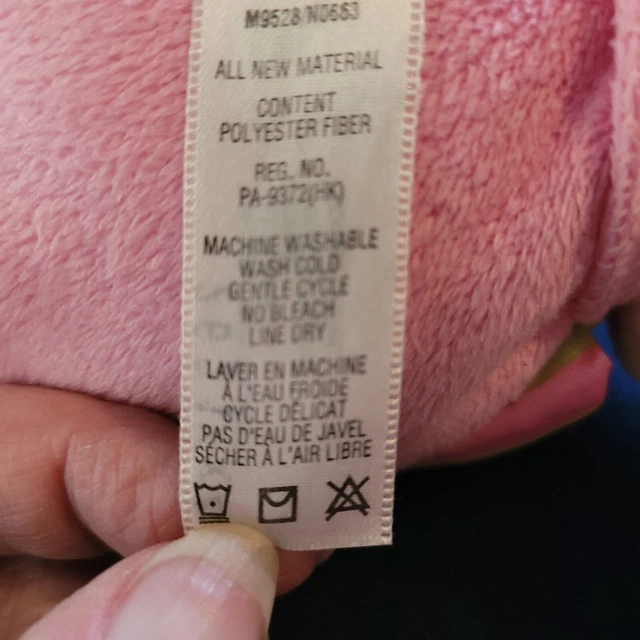 M9528/N0663
ALL NEW MATERIAL
CONTENT
POLYESTER FIBER
REG. NO.
PA-9372(HK)
MACHINE WASHABLE
WASH COLD
GENTLE CYCLE
NO BLEACH
LINE DRY
LAVER EN MACHINE
À L'EAU FROIDE
CYCLE DÉLICAT
PAS D'EAU DE JAVEL
SÉCHER À L'AIR LIBRE